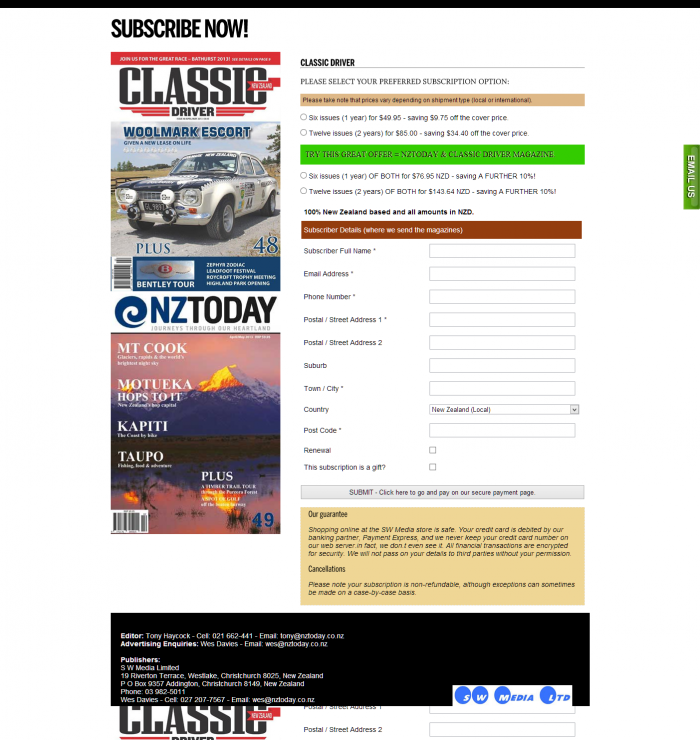 SUBSCRIBE NOW!
JOIN US FOR THE GREAT RACE - BATHURST 2013!
CLASSIC
NEW ZEALAND
DRIVER
WOOLMARK ESCORT
GIVEN A NEW LEASE ON LIFE
PLUS
48
BENTLEY TOUR
ZEPHYR ZODIAC
LEADFOOT FESTIVAL
ROYCROFT TROPHY MEETING
HIGHLAND PARK OPENING
NZTODAY
JOURNEYS THROUGH OUR HEARTLAND
MT COOK
Glaciers, rapids & the world's
brightest night sky
MOTUEKA
HOPS TO IT
New Zealand's hop capital
KAPITI
The Coast by bike
TAUPO
Fishing, food & adventure
PLUS
A TIMBER TRAIL TOUR
through the Pureora Forest
49
CLASSIC DRIVER
PLEASE SELECT YOUR PREFERRED SUBSCRIPTION OPTION:
Please take note that prices vary depending on shipment type (local or international).
Six issues (1 year) for $49.95 - saving $9.75 off the cover price.
Twelve issues (2 years) for $85.00 - saving $34.40 off the cover price.
TRY THIS GREAT OFFER = NZTODAY & CLASSIC DRIVER MAGAZINE
Six issues (1 year) OF BOTH for $76.95 NZD - saving A FURTHER 10%!
Twelve issues (2 years) OF BOTH for $143.64 NZD - saving A FURTHER 10%!
100% New Zealand based and all amounts in NZD.
Subscriber Details (where we send the magazines)
Subscriber Full Name *
Email Address *
Phone Number *
Postal / Street Address 1 *
Postal / Street Address 2
Suburb
Town / City *
Country
New Zealand (Local)
Post Code *
Renewal
This subscription is a gift?
SUBMIT - Click here to go and pay on our secure payment page.
Our guarantee
Shopping online at the SW Media store is safe. Your credit card is debited by our
banking partner, Payment Express, and we never keep your credit card number on
our web server in fact, we don.t even see it. All financial transactions are encrypted
for security. We will not pass on your details to third parties without your permission.
Cancellations
Please note your subscription is non-refundable, although exceptions can sometimes
be made on a case-by-case basis.
EMAIL US
Editor: Tony Haycock - Cell: 021 662-441 - Email: tony@nztoday.co.nz
Advertising Enquiries: Wes Davies - Email: wes@nztoday.co.nz
Publishers:
S W Media Limited
19 Riverton Terrace, Westlake, Christchurch 8025, New Zealand
P O Box 9357 Addington, Christchurch 8149, New Zealand
Phone: 03 982-5011
Wes Davies - Cell: 027 207-7567 - Email: wes@nztoday.co.nz
SW MEDIA LTD
CLASSIC
NEW ZEALAND
DRIVER
Postal / Street Address 1 *
Postal / Street Address 2